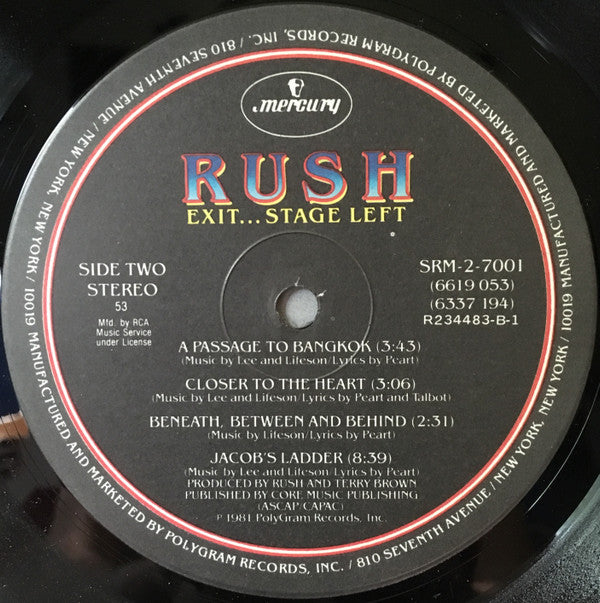 mercury
RUSH
EXIT... STAGE LEFT
SIDE TWO
STEREO
53
Mfd. by RCA
Music Service
under License
SRM-2-7001
(6619 053)
(6337 194)
R234483-B-1
A PASSAGE TO BANGKOK (3:43)
(Music by Lee and Lifeson/Lyrics by Peart)
CLOSER TO THE HEART (3:06)
(Music by Lee and Lifeson/Lyrics by Peart and Talbot)
BENEATH, BETWEEN AND BEHIND (2:31)
(Music by Lifeson/Lyrics by Peart)
JACOB'S LADDER (8:39)
(Music by Lee and Lifeson/Lyrics by Peart)
PRODUCED BY RUSH AND TERRY BROWN
PUBLISHED BY CORE MUSIC PUBLISHING
(ASCAP/CAPAC)
℗ 1981 PolyGram Records, Inc.
MANUFACTURED AND MARKETED BY POLYGRAM RECORDS, INC. / 810 SEVENTH AVENUE / NEW YORK, NEW YORK / 10019
MANUFACTURED AND MARKETED BY POLYGRAM RECORDS, INC. / 810 SEVENTH AVENUE / NEW YORK, NEW YORK / 10019